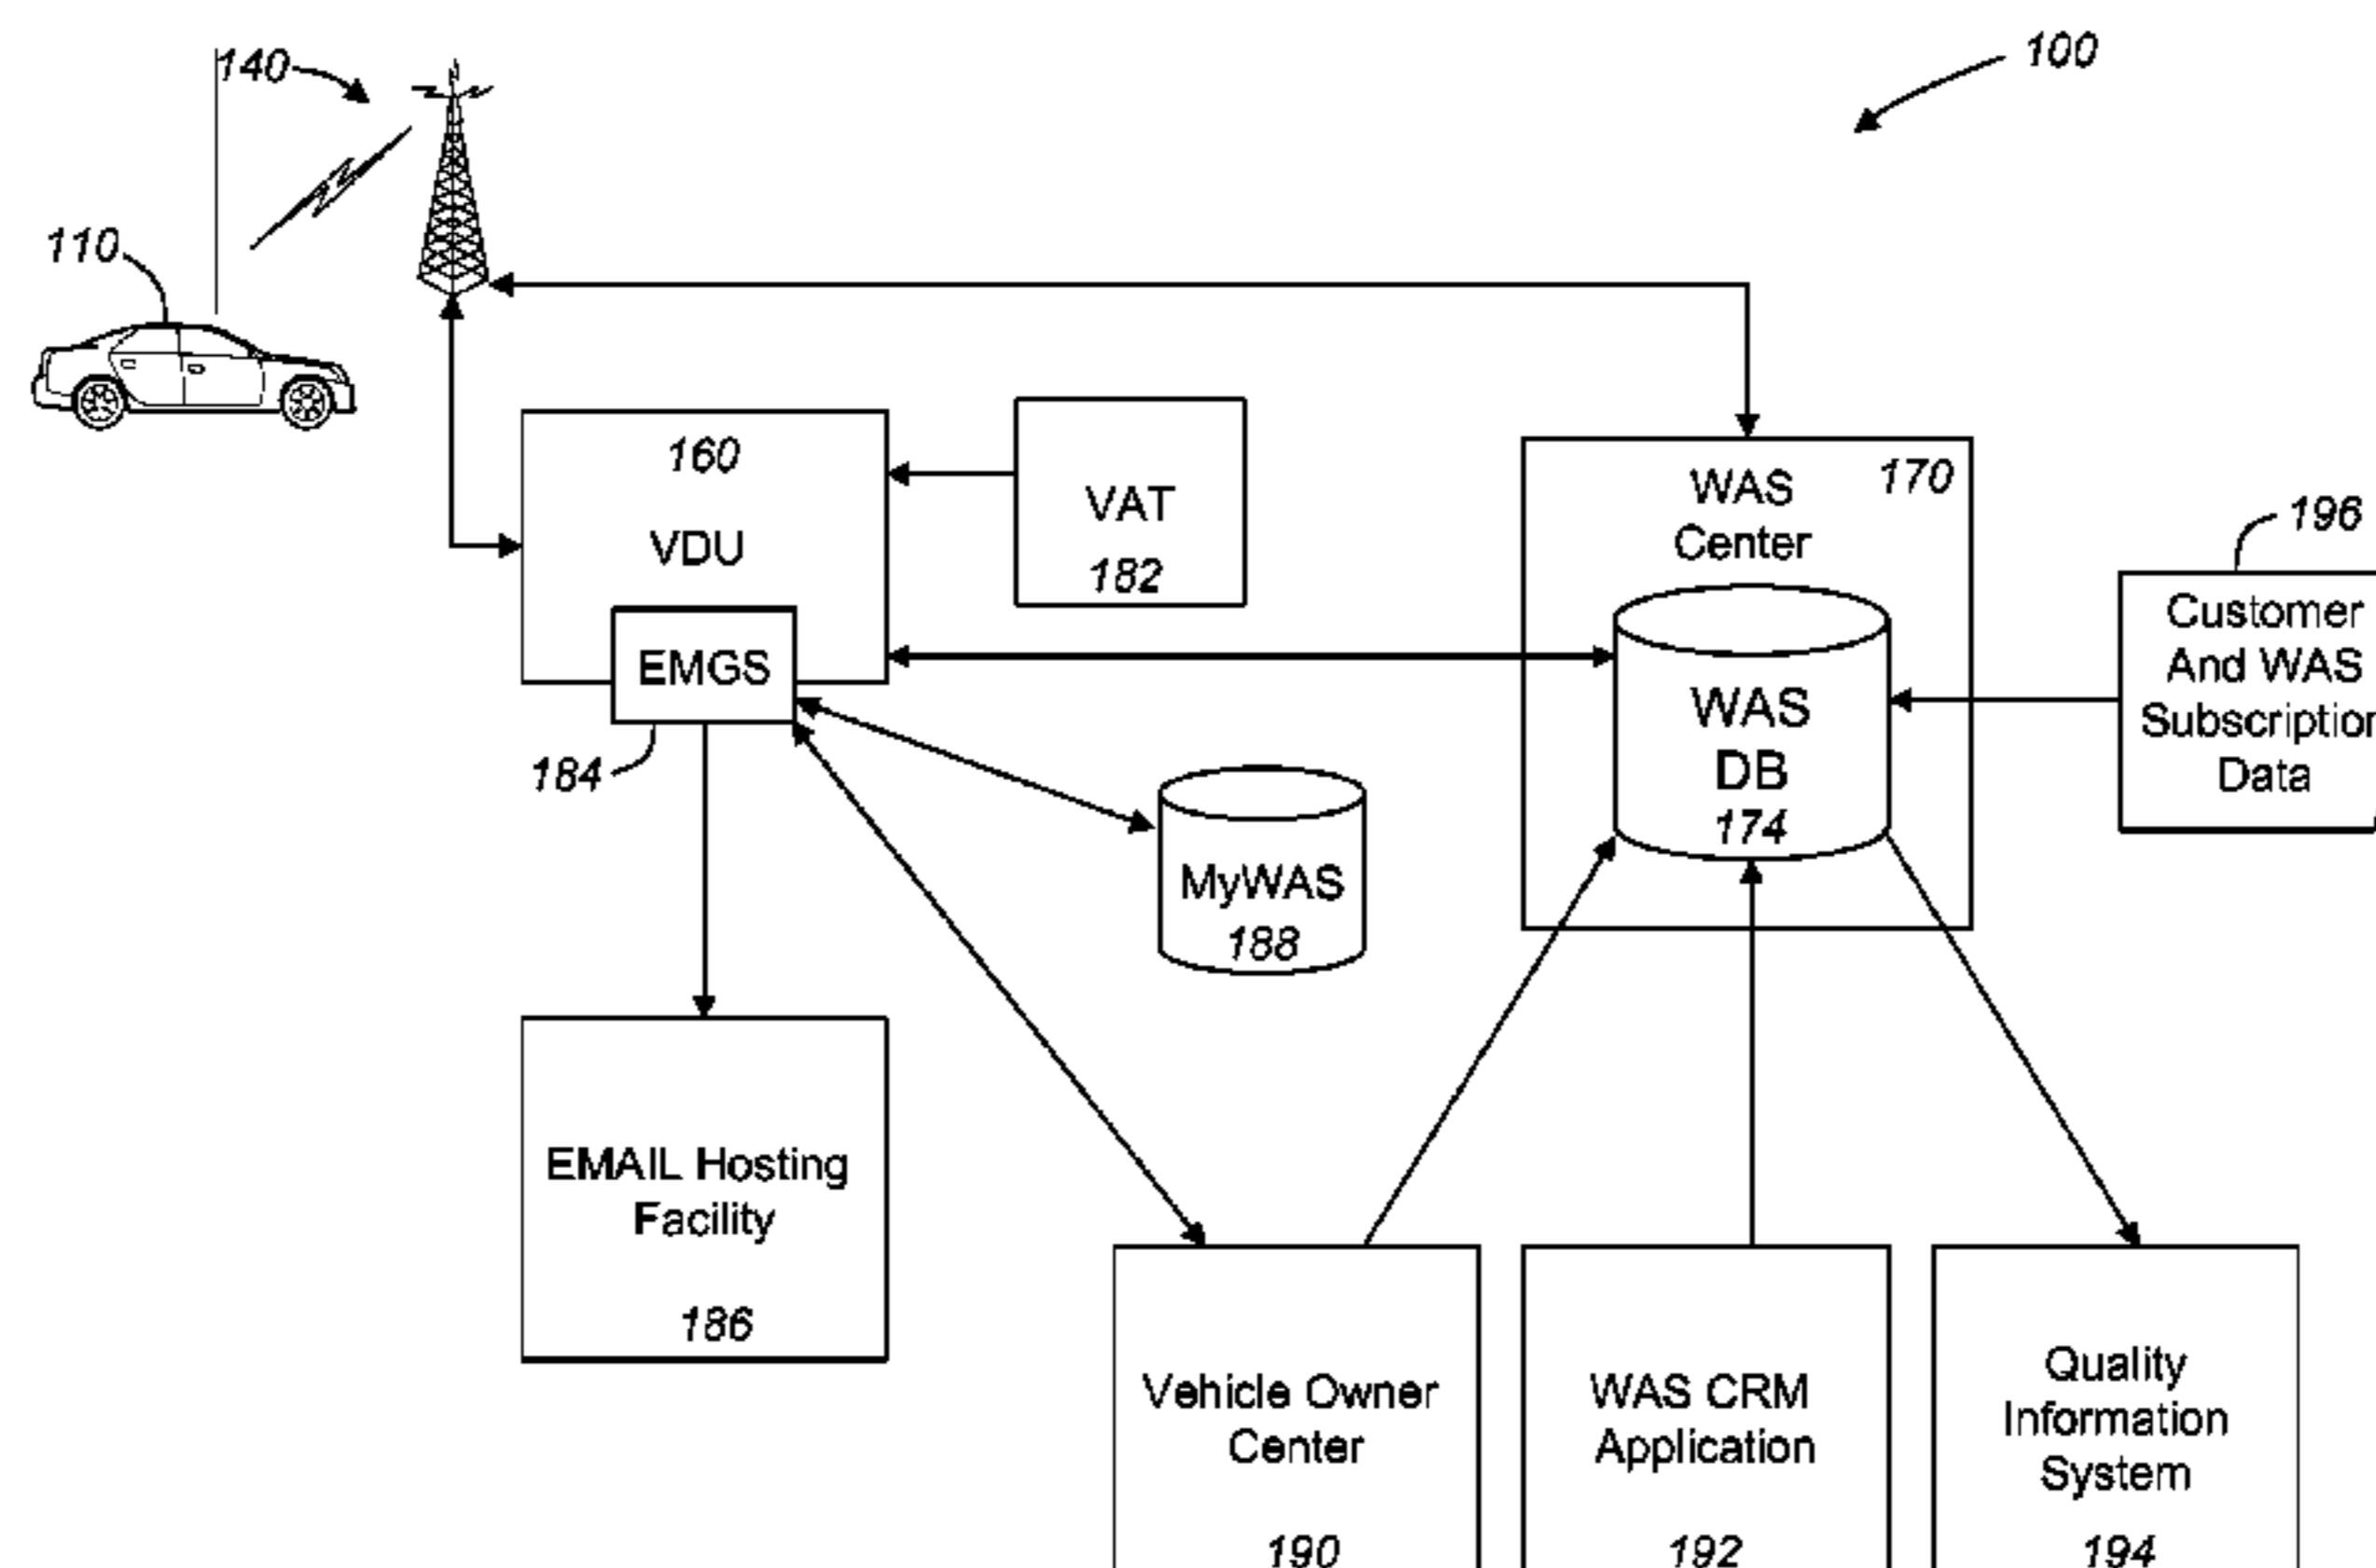 140
100
110
160
VDU
VAT
182
WAS
Center
170
196
EMGS
184
WAS
DB
174
Customer
And WAS
Subscription
Data
MyWAS
188
EMAIL Hosting
Facility
186
Vehicle Owner
Center
190
WAS CRM
Application
192
Quality
Information
System
194